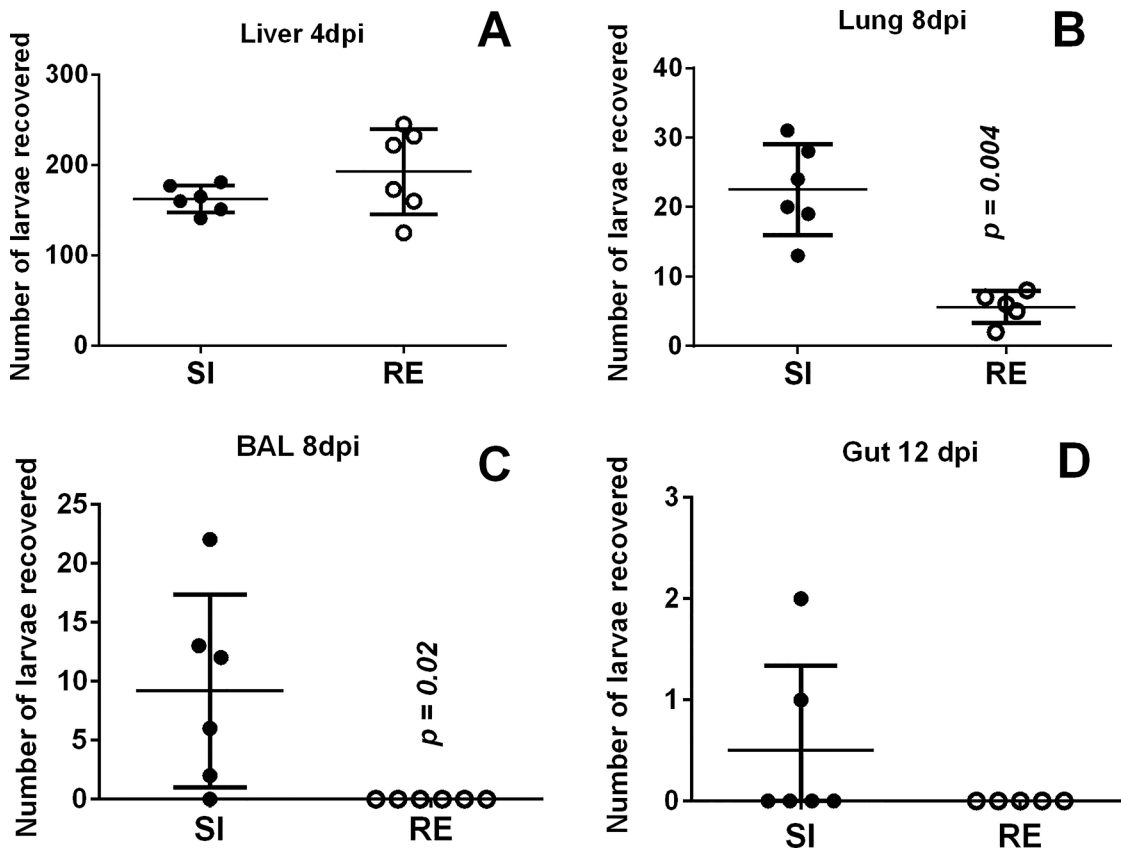 Liver 4dpi
A
Number of larvae recovered
300
200
100
0
SI
RE
Lung 8dpi
B
Number of larvae recovered
40
30
20
10
0
p = 0.004
SI
RE
BAL 8dpi
C
Number of larvae recovered
25
20
15
10
5
0
p = 0.02
SI
RE
Gut 12 dpi
D
Number of larvae recovered
3
2
1
0
SI
RE